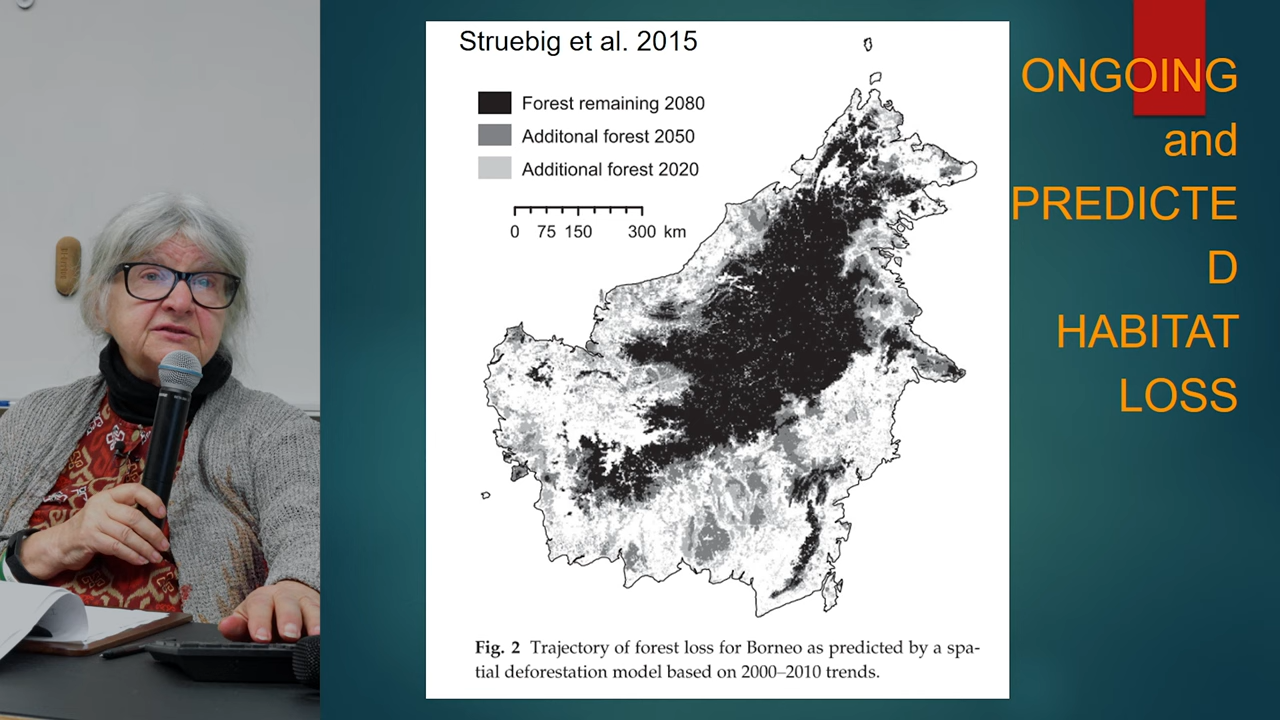 Struebig et al. 2015
Forest remaining 2080
Additonal forest 2050
Additional forest 2020
0 75 150 300 km
Fig. 2 Trajectory of forest loss for Borneo as predicted by a spa-
tial deforestation model based on 2000–2010 trends.
ONGOING
and
PREDICTE
D
HABITAT
LOSS